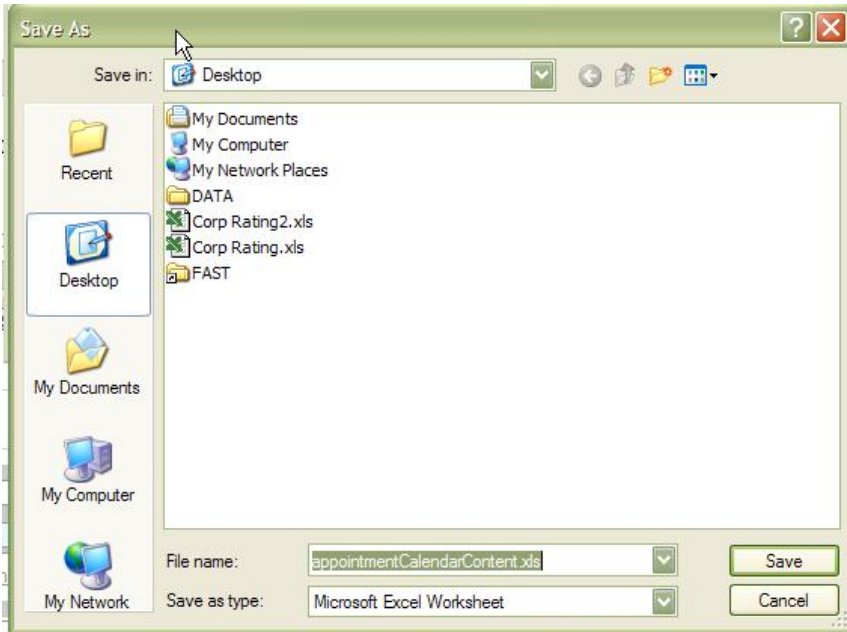 Save As
Save in:
Desktop
My Documents
My Computer
My Network Places
DATA
Corp Rating2.xls
Corp Rating.xls
FAST
Recent
Desktop
My Documents
My Computer
My Network
File name:
appointmentCalendarContent.xls
Save
Save as type:
Microsoft Excel Worksheet
Cancel